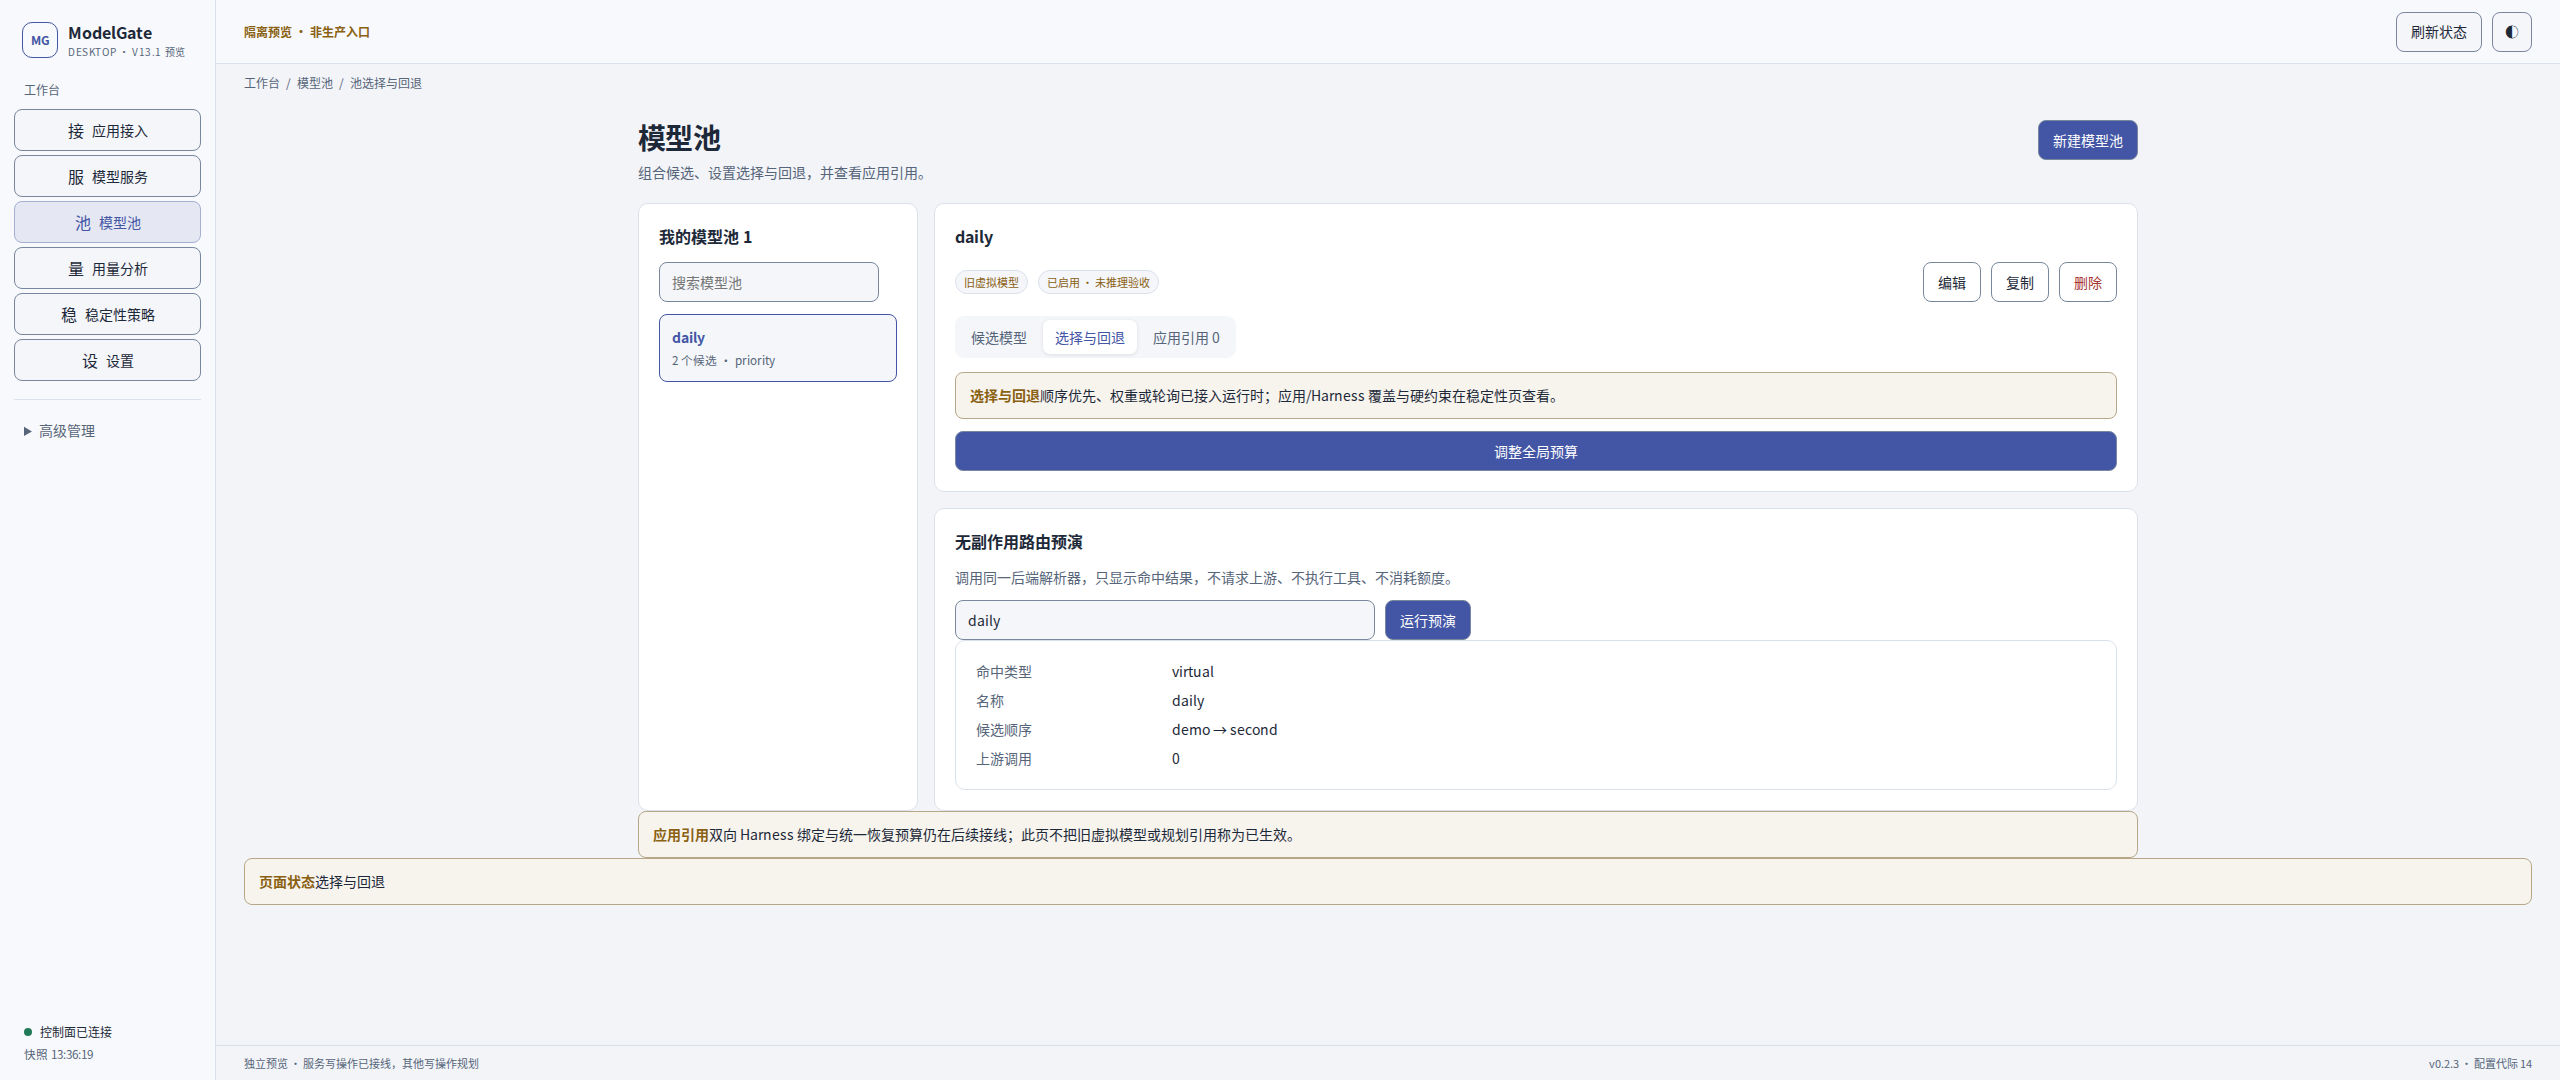 MG
ModelGate
DESKTOP · V13.1 预览
工作台
接 应用接入
服 模型服务
池 模型池
量 用量分析
稳 稳定性策略
设 设置
▶ 高级管理
控制面已连接
快照 13:36:19
隔离预览 · 非生产入口
刷新状态
工作台 / 模型池 / 池选择与回退
模型池
组合候选、设置选择与回退，并查看应用引用。
新建模型池
我的模型池 1
搜索模型池
daily
2 个候选 · priority
daily
旧虚拟模型 已启用 · 未推理验收
编辑 复制 删除
候选模型 选择与回退 应用引用 0
选择与回退顺序优先、权重或轮询已接入运行时；应用/Harness 覆盖与硬约束在稳定性页查看。
调整全局预算
无副作用路由预演
调用同一后端解析器，只显示命中结果，不请求上游、不执行工具、不消耗额度。
daily 运行预演
命中类型 virtual
名称 daily
候选顺序 demo → second
上游调用 0
应用引用双向 Harness 绑定与统一恢复预算仍在后续接线；此页不把旧虚拟模型或规划引用称为已生效。
页面状态选择与回退
独立预览 · 服务写操作已接线，其他写操作规划
v0.2.3 · 配置代际 14